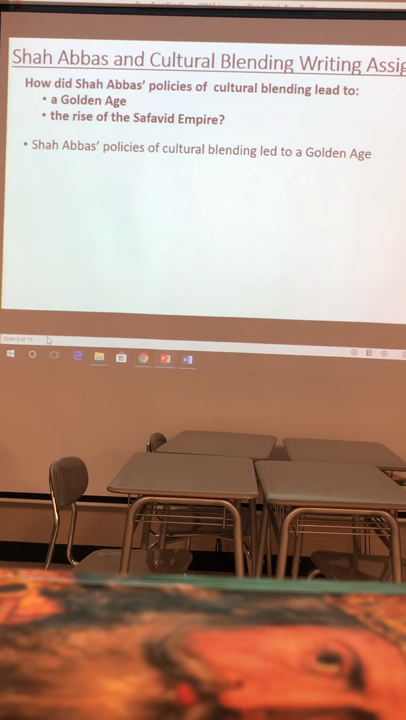 Shah Abbas and Cultural Blending Writing Assig
How did Shah Abbas' policies of cultural blending lead to:
• a Golden Age
• the rise of the Safavid Empire?
• Shah Abbas' policies of cultural blending led to a Golden Age